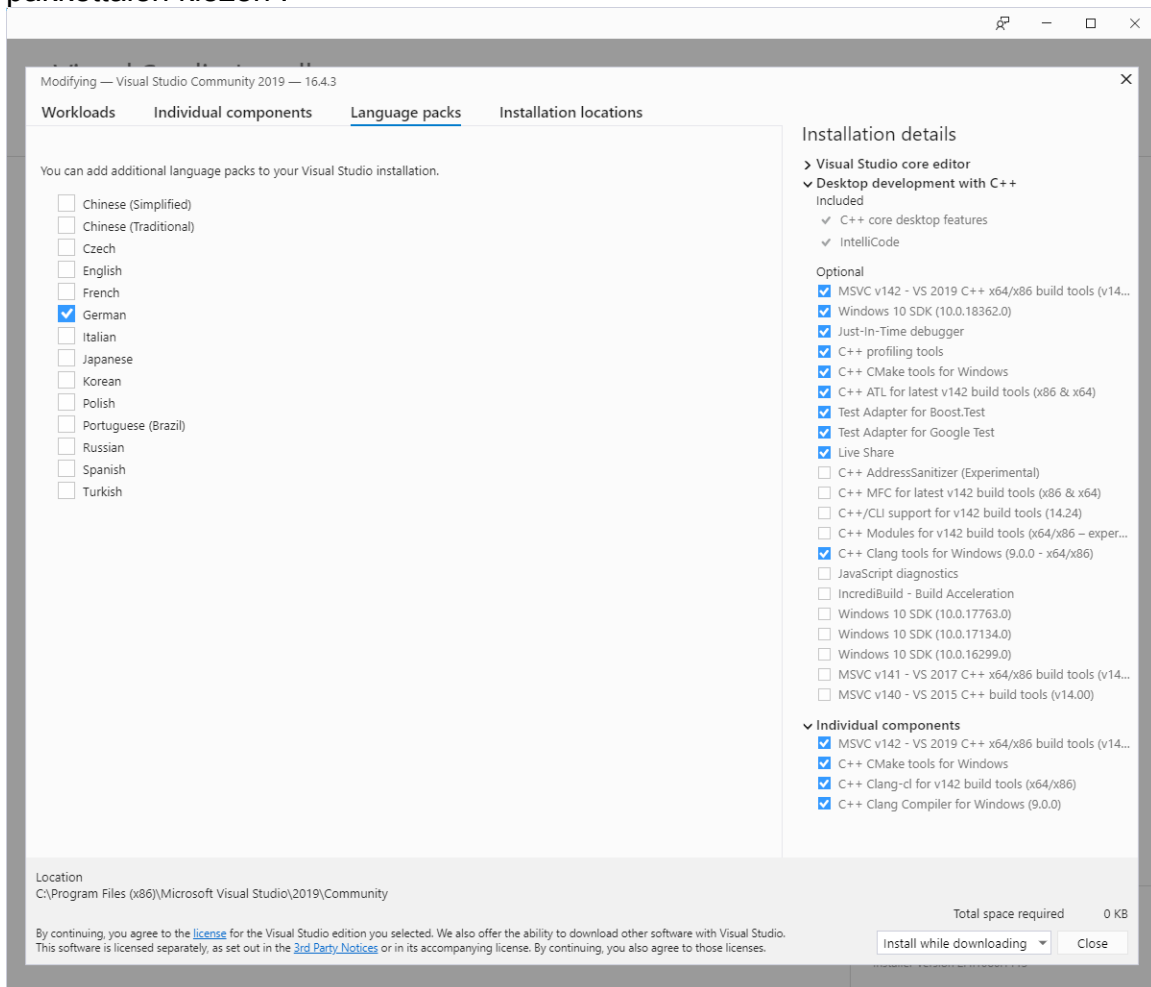 Modifying — Visual Studio Community 2019 — 16.4.3
Workloads Individual components Language packs Installation locations
You can add additional language packs to your Visual Studio installation.
Chinese (Simplified)
Chinese (Traditional)
Czech
English
French
German
Italian
Japanese
Korean
Polish
Portuguese (Brazil)
Russian
Spanish
Turkish
Installation details
Visual Studio core editor
Desktop development with C++
Included
C++ core desktop features
IntelliCode
Optional
MSVC v142 - VS 2019 C++ x64/x86 build tools (v14...
Windows 10 SDK (10.0.18362.0)
Just-In-Time debugger
C++ profiling tools
C++ CMake tools for Windows
C++ ATL for latest v142 build tools (x86 & x64)
Test Adapter for Boost.Test
Test Adapter for Google Test
Live Share
C++ AddressSanitizer (Experimental)
C++ MFC for latest v142 build tools (x86 & x64)
C++/CLI support for v142 build tools (14.24)
C++ Modules for v142 build tools (x64/x86 – exper...
C++ Clang tools for Windows (9.0.0 - x64/x86)
JavaScript diagnostics
IncrediBuild - Build Acceleration
Windows 10 SDK (10.0.17763.0)
Windows 10 SDK (10.0.17134.0)
Windows 10 SDK (10.0.16299.0)
MSVC v141 - VS 2017 C++ x64/x86 build tools (v14...
MSVC v140 - VS 2015 C++ build tools (v14.00)
Individual components
MSVC v142 - VS 2019 C++ x64/x86 build tools (v14...
C++ CMake tools for Windows
C++ Clang-cl for v142 build tools (x64/x86)
C++ Clang Compiler for Windows (9.0.0)
Location
C:\Program Files (x86)\Microsoft Visual Studio\2019\Community
Total space required 0 KB
By continuing, you agree to the license for the Visual Studio edition you selected. We also offer the ability to download other software with Visual Studio.
This software is licensed separately, as set out in the 3rd Party Notices or in its accompanying license. By continuing, you also agree to those licenses.
Install while downloading Close